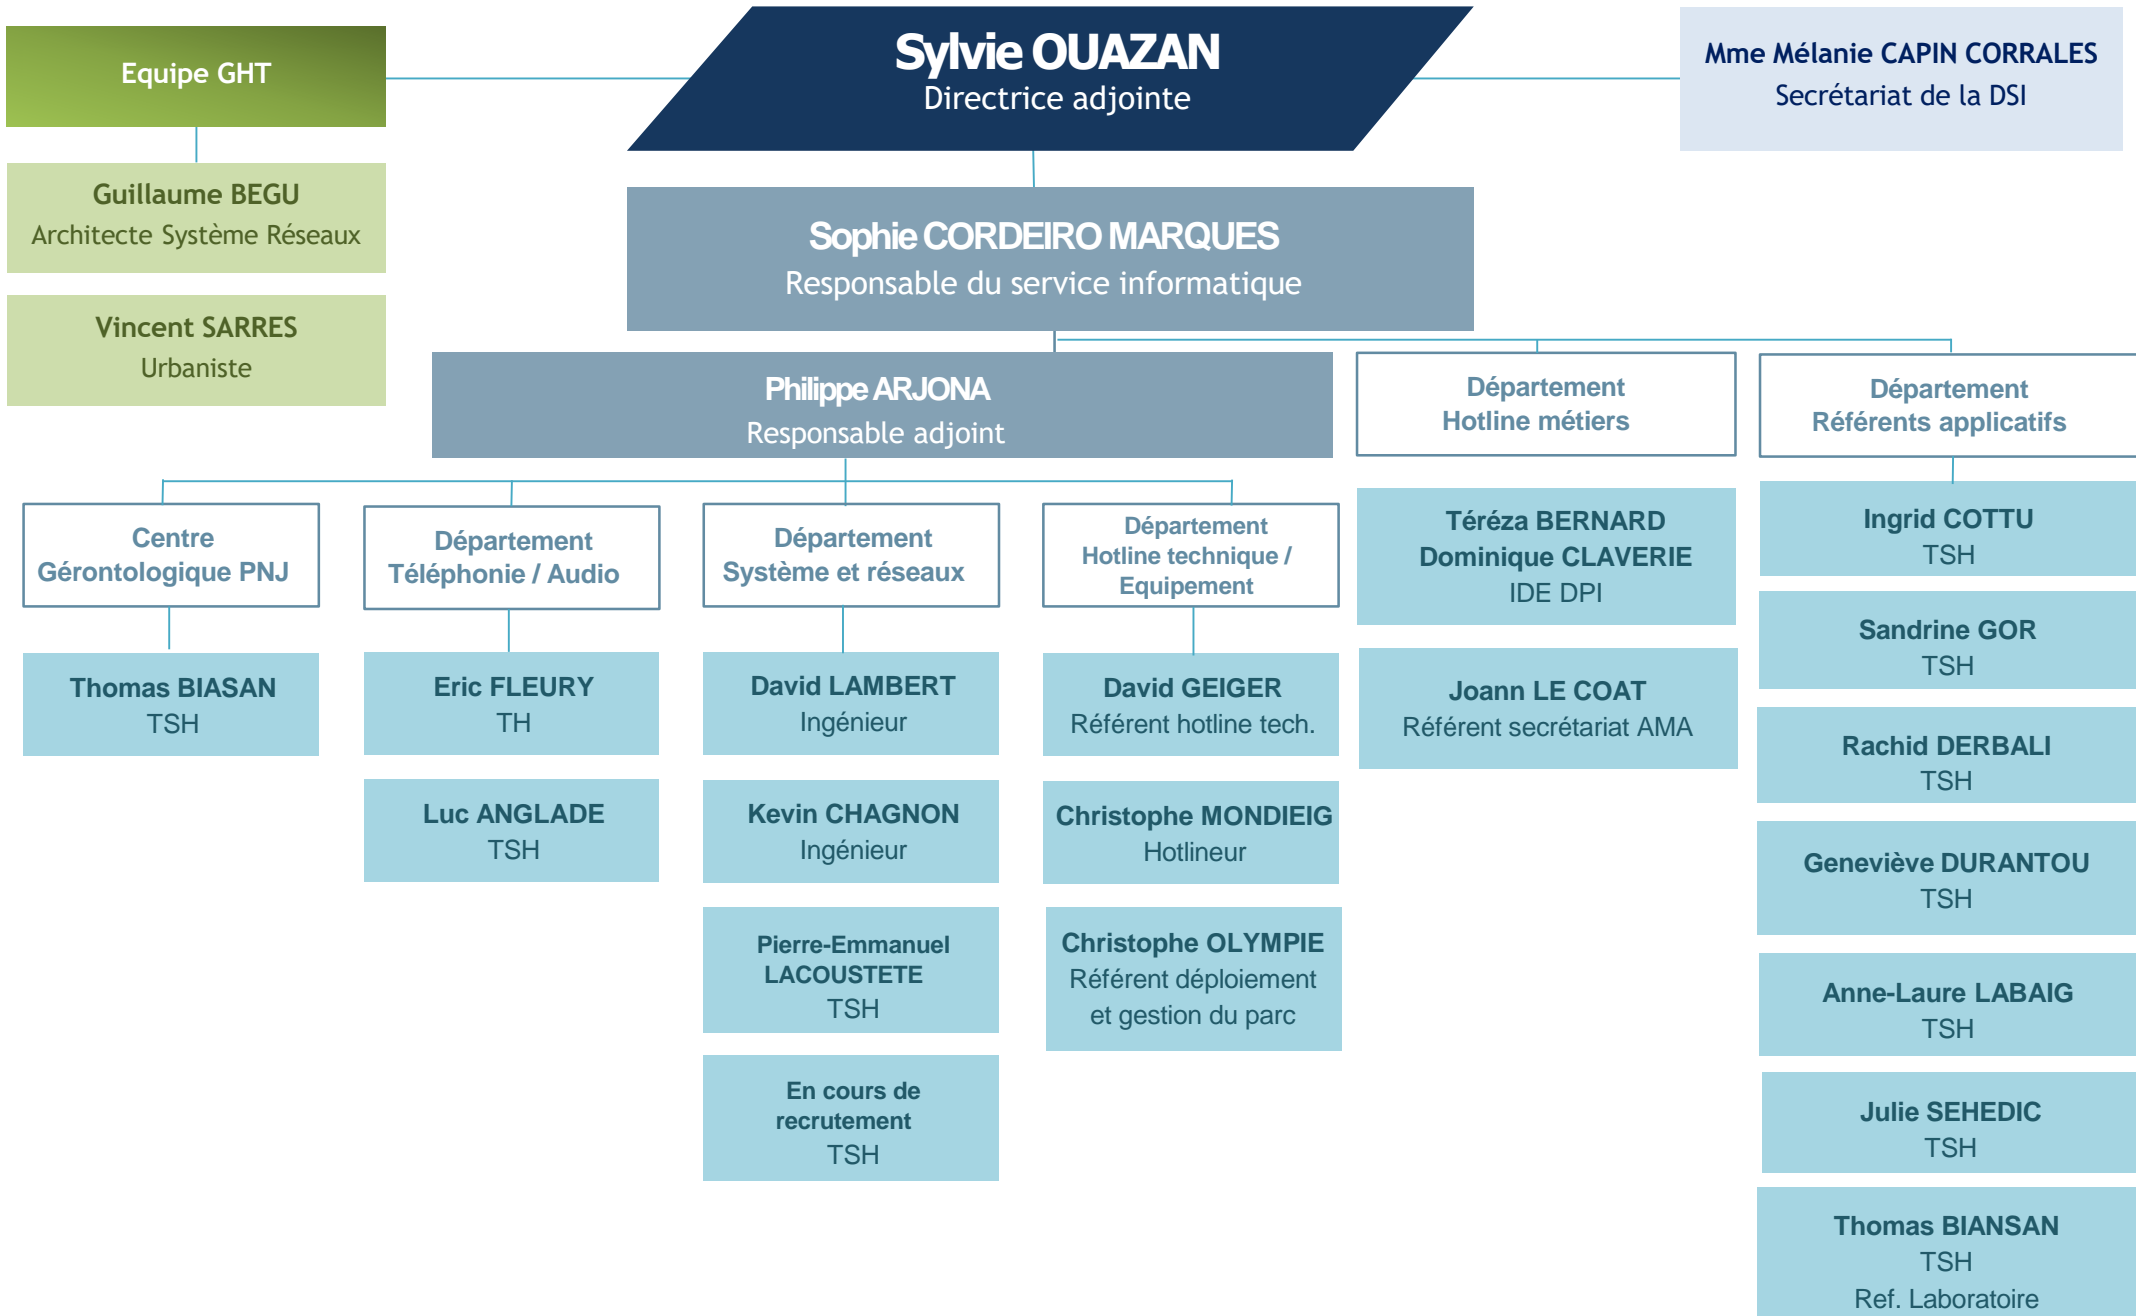 Equipe GHT
Sylvie OUAZAN
Directrice adjointe
Mme Mélanie CAPIN CORRALES
Secrétariat de la DSI
Guillaume BEGU
Architecte Système Réseaux
Vincent SARRES
Urbaniste
Sophie CORDEIRO MARQUES
Responsable du service informatique
Philippe ARJONA
Responsable adjoint
Département
Hotline métiers
Département
Référents applicatifs
Centre
Gérontologique PNJ
Département
Téléphonie / Audio
Département
Système et réseaux
Département
Hotline technique /
Equipement
Thomas BIASAN
TSH
Eric FLEURY
TH
Luc ANGLADE
TSH
David LAMBERT
Ingénieur
Kevin CHAGNON
Ingénieur
Pierre-Emmanuel
LACOUSTETE
TSH
En cours de
recrutement
TSH
David GEIGER
Référent hotline tech.
Christophe MONDIEIG
Hotlineur
Christophe OLYMPIE
Référent déploiement
et gestion du parc
Téréza BERNARD
Dominique CLAVERIE
IDE DPI
Joann LE COAT
Référent secrétariat AMA
Ingrid COTTU
TSH
Sandrine GOR
TSH
Rachid DERBALI
TSH
Geneviève DURANTOU
TSH
Anne-Laure LABAIG
TSH
Julie SEHEDIC
TSH
Thomas BIANSAN
TSH
Ref. Laboratoire